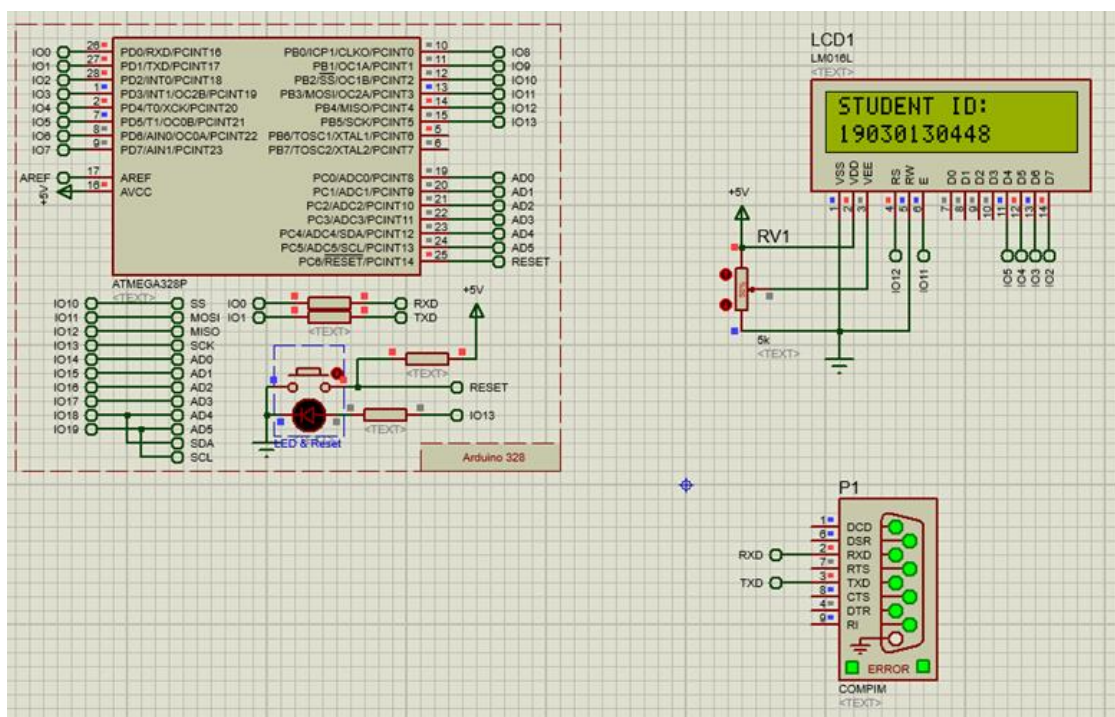 IO0 26 PD0/RXD/PCINT16 PB0/ICP1/CLKO/PCINT0 10 IO8
IO1 27 PD1/TXD/PCINT17 PB1/OC1A/PCINT1 11 IO9
IO2 28 PD2/INT0/PCINT18 PB2/SS/OC1B/PCINT2 12 IO10
IO3 1 PD3/INT1/OC2B/PCINT19 PB3/MOSI/OC2A/PCINT3 13 IO11
IO4 2 PD4/T0/XCK/PCINT20 PB4/MISO/PCINT4 14 IO12
IO5 7 PD5/T1/OC0B/PCINT21 PB5/SCK/PCINT5 15 IO13
IO6 8 PD6/AIN0/OC0A/PCINT22 PB6/TOSC1/XTAL1/PCINT6 5
IO7 9 PD7/AIN1/PCINT23 PB7/TOSC2/XTAL2/PCINT7 6
AREF 17 AREF PC0/ADC0/PCINT8 19 AD0
+5V 16 AVCC PC1/ADC1/PCINT9 20 AD1
PC2/ADC2/PCINT10 21 AD2
PC3/ADC3/PCINT11 22 AD3
PC4/ADC4/SDA/PCINT12 23 AD4
PC5/ADC5/SCL/PCINT13 24 AD5
PC6/RESET/PCINT14 25 RESET
ATMEGA328P
<TEXT>
IO10 SS
IO11 MOSI
IO12 MISO
IO13 SCK
IO14 AD0
IO15 AD1
IO16 AD2
IO17 AD3
IO18 AD4
IO19 AD5
SDA
SCL
IO0 RXD
IO1 TXD
<TEXT>
+5V
<TEXT>
RESET
IO13
<TEXT>
LED & Reset
Arduino 328
LCD1
LM016L
<TEXT>
STUDENT ID:
19030130448
VSS VDD VEE RS RW E D0 D1 D2 D3 D4 D5 D6 D7
1 2 3 4 5 6 7 8 9 10 11 12 13 14
IO12 IO11 IO5 IO4 IO3 IO2
+5V
RV1
5k
<TEXT>
P1
1 DCD
6 DSR
RXD 2 RXD
7 RTS
TXD 3 TXD
8 CTS
4 DTR
9 RI
ERROR
COMPIM
<TEXT>